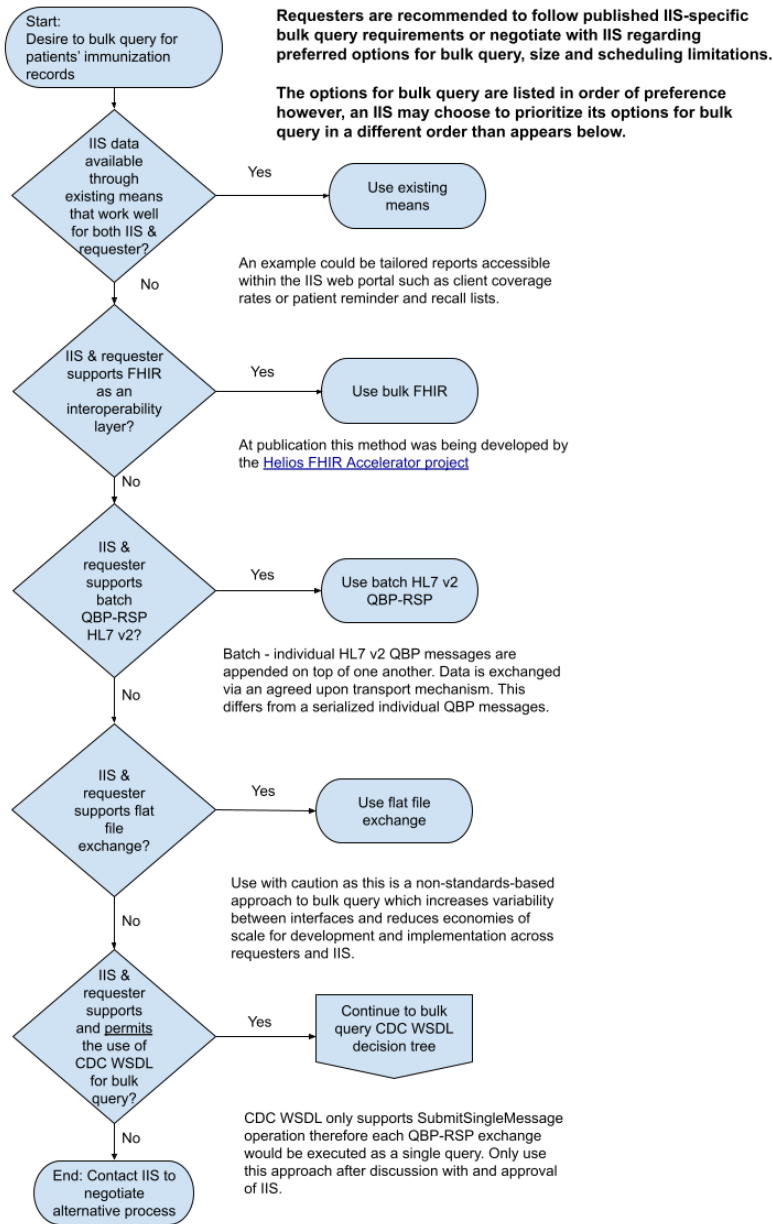 Start:
Desire to bulk query for
patients' immunization
records
Requesters are recommended to follow published IIS-specific
bulk query requirements or negotiate with IIS regarding
preferred options for bulk query, size and scheduling limitations.
The options for bulk query are listed in order of preference
however, an IIS may choose to prioritize its options for bulk
query in a different order than appears below.
IIS data
available
through
existing means
that work well
for both IIS &
requester?
Yes
Use existing
means
An example could be tailored reports accessible
within the IIS web portal such as client coverage
rates or patient reminder and recall lists.
No
IIS & requester
supports FHIR
as an
interoperability
layer?
Yes
Use bulk FHIR
At publication this method was being developed by
the Helios FHIR Accelerator project
No
IIS &
requester
supports
batch
QBP-RSP
HL7 v2?
Yes
Use batch HL7 v2
QBP-RSP
Batch - individual HL7 v2 QBP messages are
appended on top of one another. Data is exchanged
via an agreed upon transport mechanism. This
differs from a serialized individual QBP messages.
No
IIS &
requester
supports flat
file
exchange?
Yes
Use flat file
exchange
Use with caution as this is a non-standards-based
approach to bulk query which increases variability
between interfaces and reduces economies of
scale for development and implementation across
requesters and IIS.
No
IIS &
requester
supports
and permits
the use of
CDC WSDL
for bulk
query?
Yes
Continue to bulk
query CDC WSDL
decision tree
CDC WSDL only supports SubmitSingleMessage
operation therefore each QBP-RSP exchange
would be executed as a single query. Only use
this approach after discussion with and approval
of IIS.
No
End: Contact IIS to
negotiate
alternative process